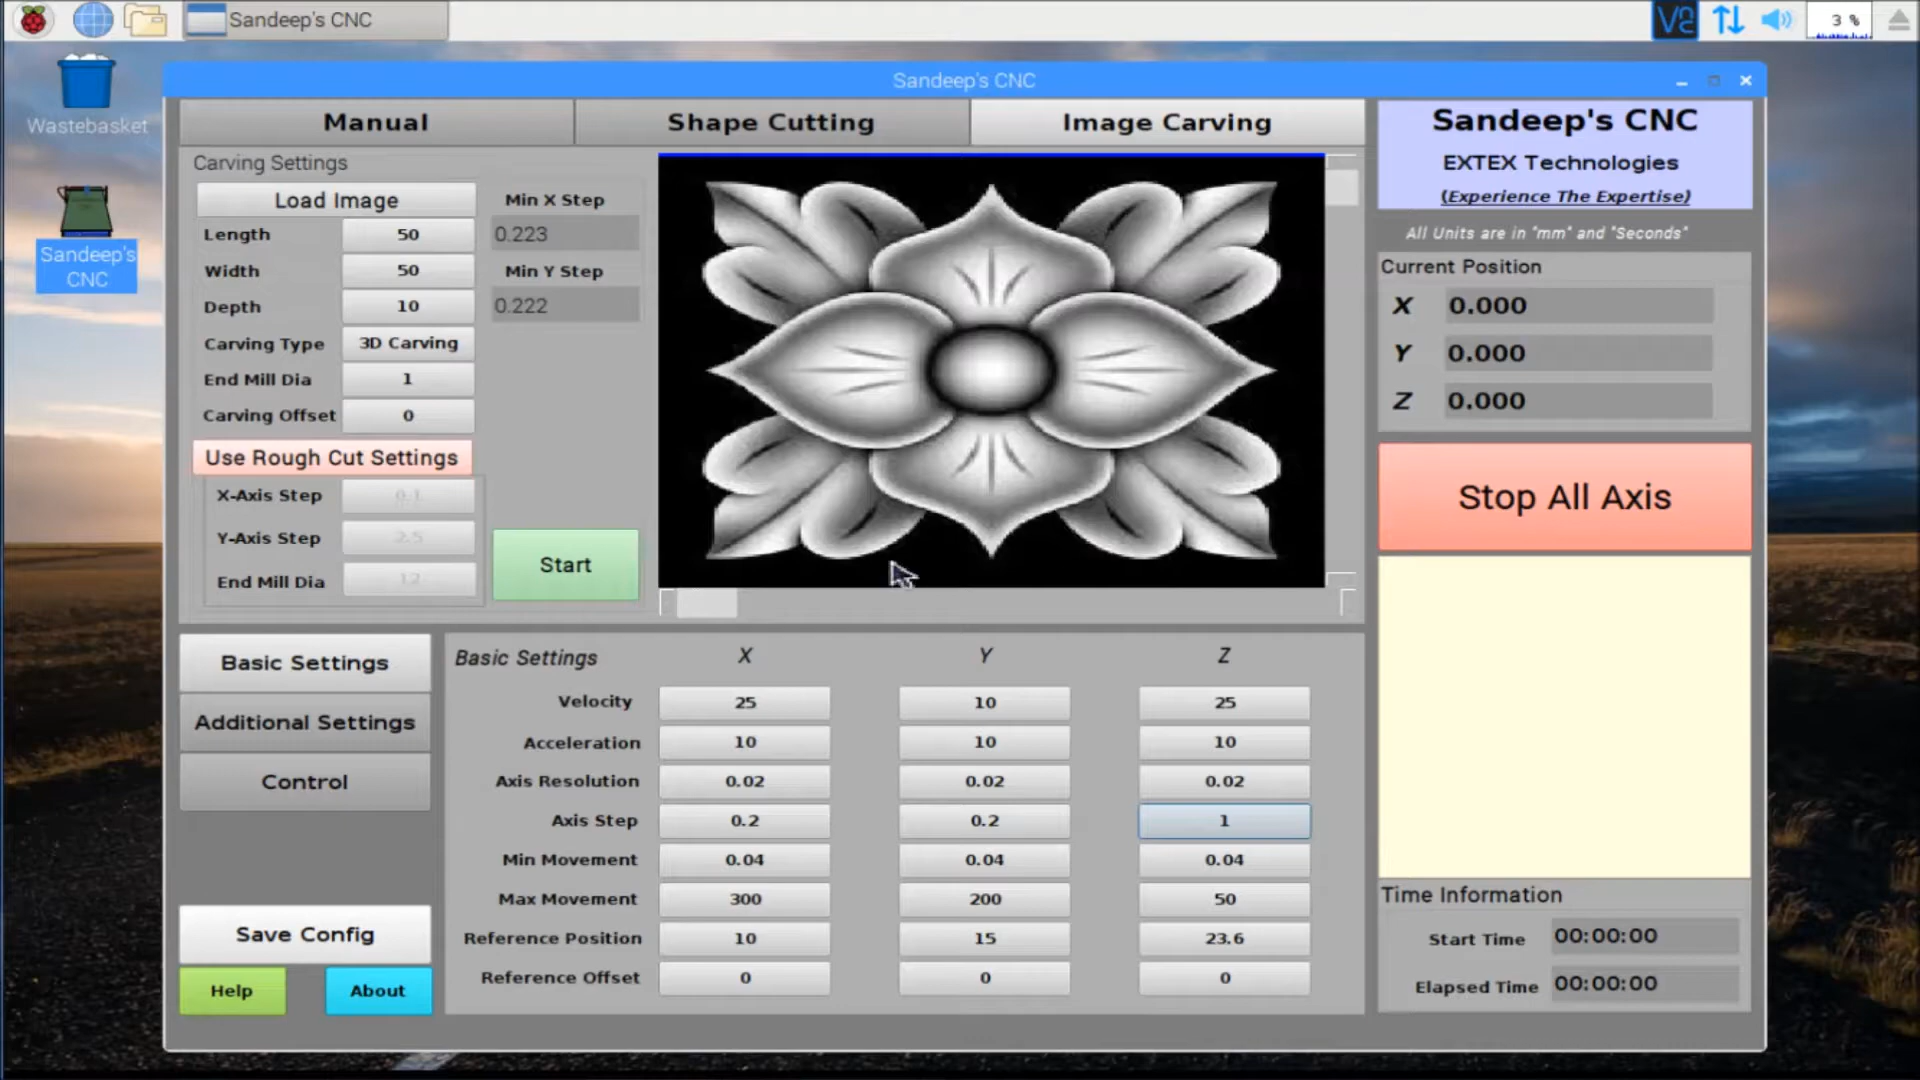 Sandeep's CNC
3 %
Wastebasket
Sandeep's
CNC
Sandeep's CNC
Manual
Shape Cutting
Image Carving
Carving Settings
Load Image
Length 50
Width 50
Depth 10
Carving Type 3D Carving
End Mill Dia 1
Carving Offset 0
Use Rough Cut Settings
X-Axis Step 0.1
Y-Axis Step 2.5
End Mill Dia 12
Min X Step
0.223
Min Y Step
0.222
Start
Sandeep's CNC
EXTEX Technologies
(Experience The Expertise)
All Units are in "mm" and "Seconds"
Current Position
X 0.000
Y 0.000
Z 0.000
Stop All Axis
Basic Settings
Additional Settings
Control
Save Config
Help
About
Basic Settings X Y Z
Velocity 25 10 25
Acceleration 10 10 10
Axis Resolution 0.02 0.02 0.02
Axis Step 0.2 0.2 1
Min Movement 0.04 0.04 0.04
Max Movement 300 200 50
Reference Position 10 15 23.6
Reference Offset 0 0 0
Time Information
Start Time 00:00:00
Elapsed Time 00:00:00